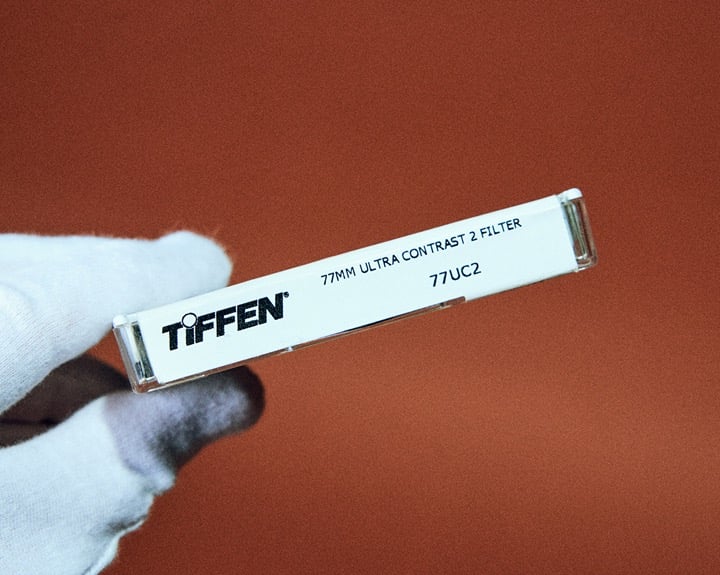 TiFFEN®
77MM ULTRA CONTRAST 2 FILTER
77UC2